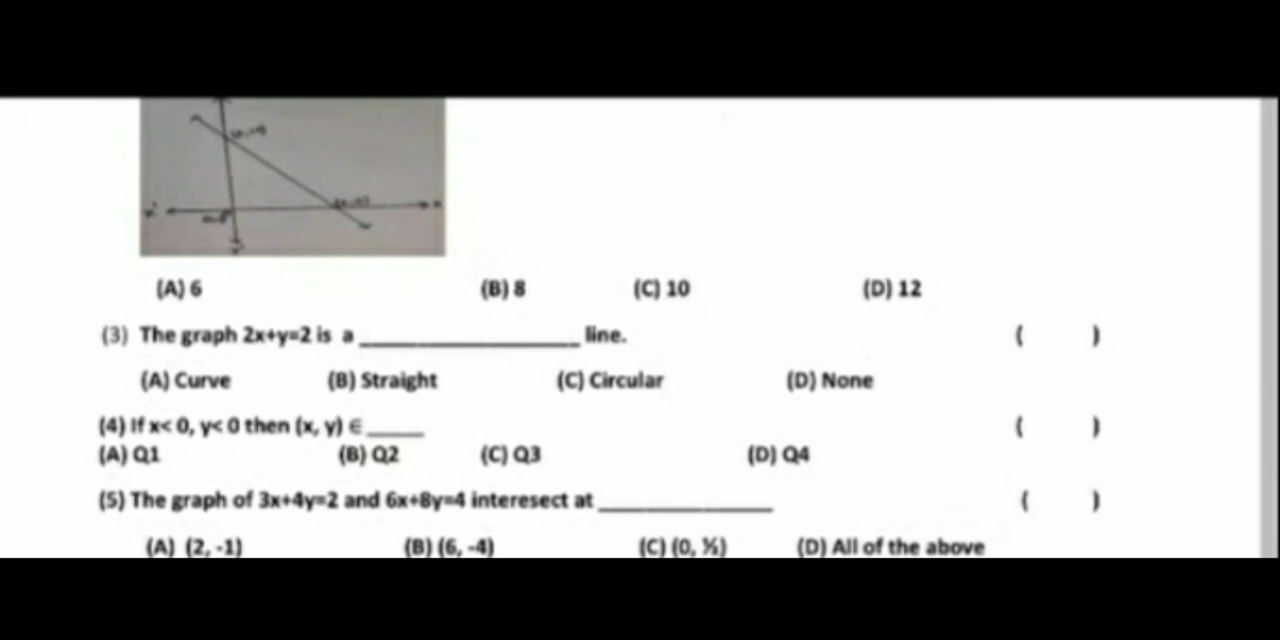 (A) 6 (B) 8 (C) 10 (D) 12
(3) The graph 2x+y=2 is a ____________________ line. ( )
(A) Curve (B) Straight (C) Circular (D) None
(4) If x< 0, y< 0 then (x, y) ∈ _____ ( )
(A) Q1 (B) Q2 (C) Q3 (D) Q4
(5) The graph of 3x+4y=2 and 6x+8y=4 interesect at ________________ ( )
(A) (2, -1) (B) (6, -4) (C) (0, ½) (D) All of the above